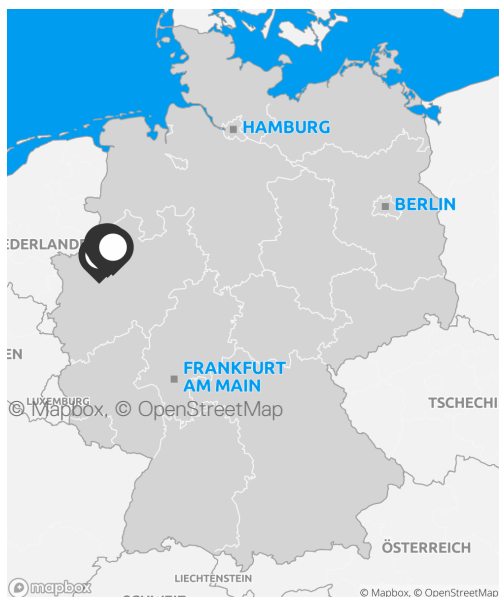 HAMBURG
BERLIN
EDERLANDE
EN
FRANKFURT
AM MAIN
LUXEMBURG
© Mapbox, © OpenStreetMap
TSCHECHI
ÖSTERREICH
LIECHTENSTEIN
mapbox
© Mapbox, © OpenStreetMap